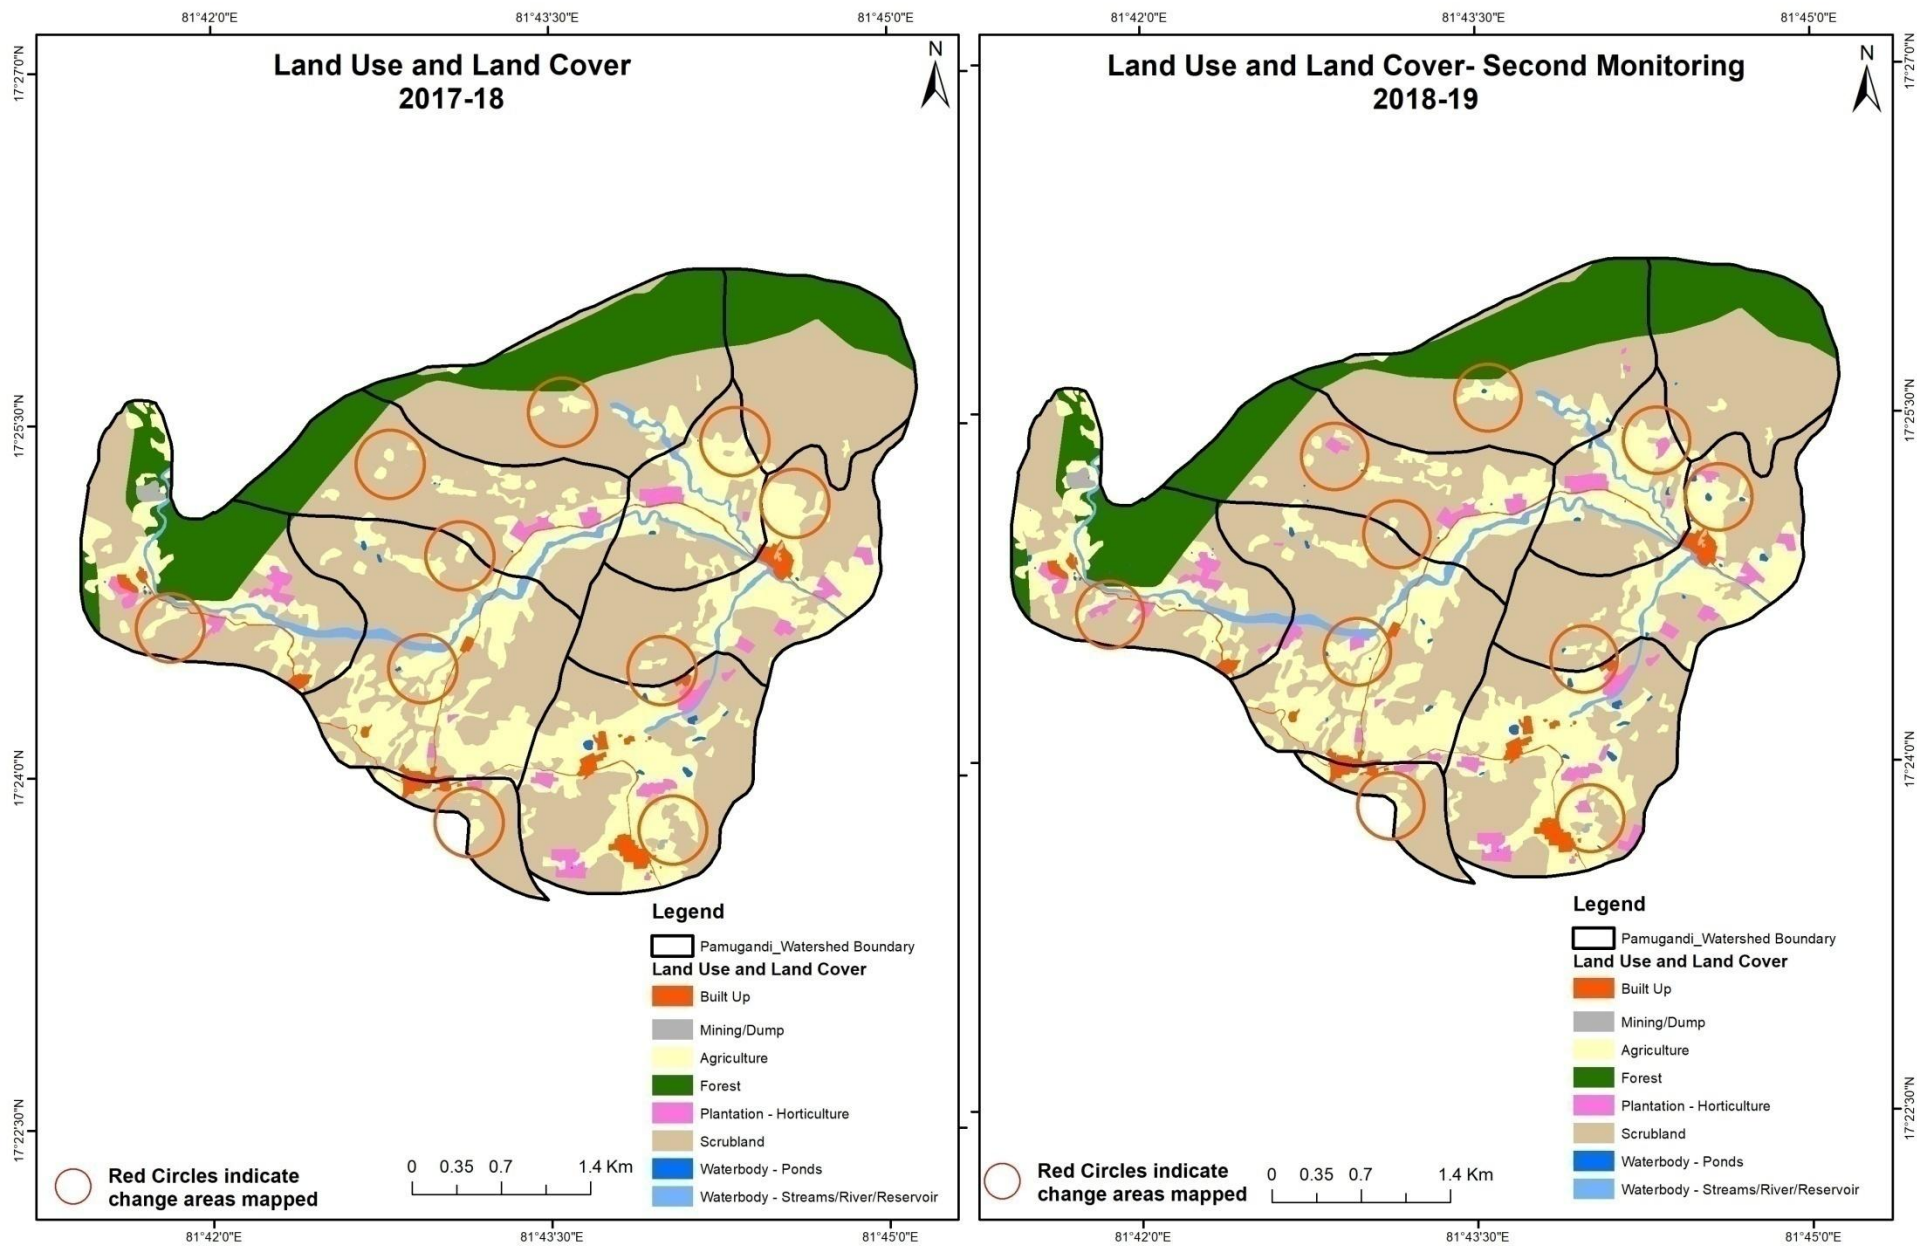 81°42'0"E 81°43'30"E 81°45'0"E
Land Use and Land Cover
2017-18
N
17°27'0"N
17°25'30"N
17°24'0"N
17°22'30"N
Legend
Pamugandi_Watershed Boundary
Land Use and Land Cover
Built Up
Mining/Dump
Agriculture
Forest
Plantation - Horticulture
Scrubland
Waterbody - Ponds
Waterbody - Streams/River/Reservoir
Red Circles indicate
change areas mapped
0 0.35 0.7 1.4 Km
81°42'0"E 81°43'30"E 81°45'0"E
81°42'0"E 81°43'30"E 81°45'0"E
Land Use and Land Cover- Second Monitoring
2018-19
N
17°27'0"N
17°25'30"N
17°24'0"N
17°22'30"N
Legend
Pamugandi_Watershed Boundary
Land Use and Land Cover
Built Up
Mining/Dump
Agriculture
Forest
Plantation - Horticulture
Scrubland
Waterbody - Ponds
Waterbody - Streams/River/Reservoir
Red Circles indicate
change areas mapped
0 0.35 0.7 1.4 Km
81°42'0"E 81°43'30"E 81°45'0"E